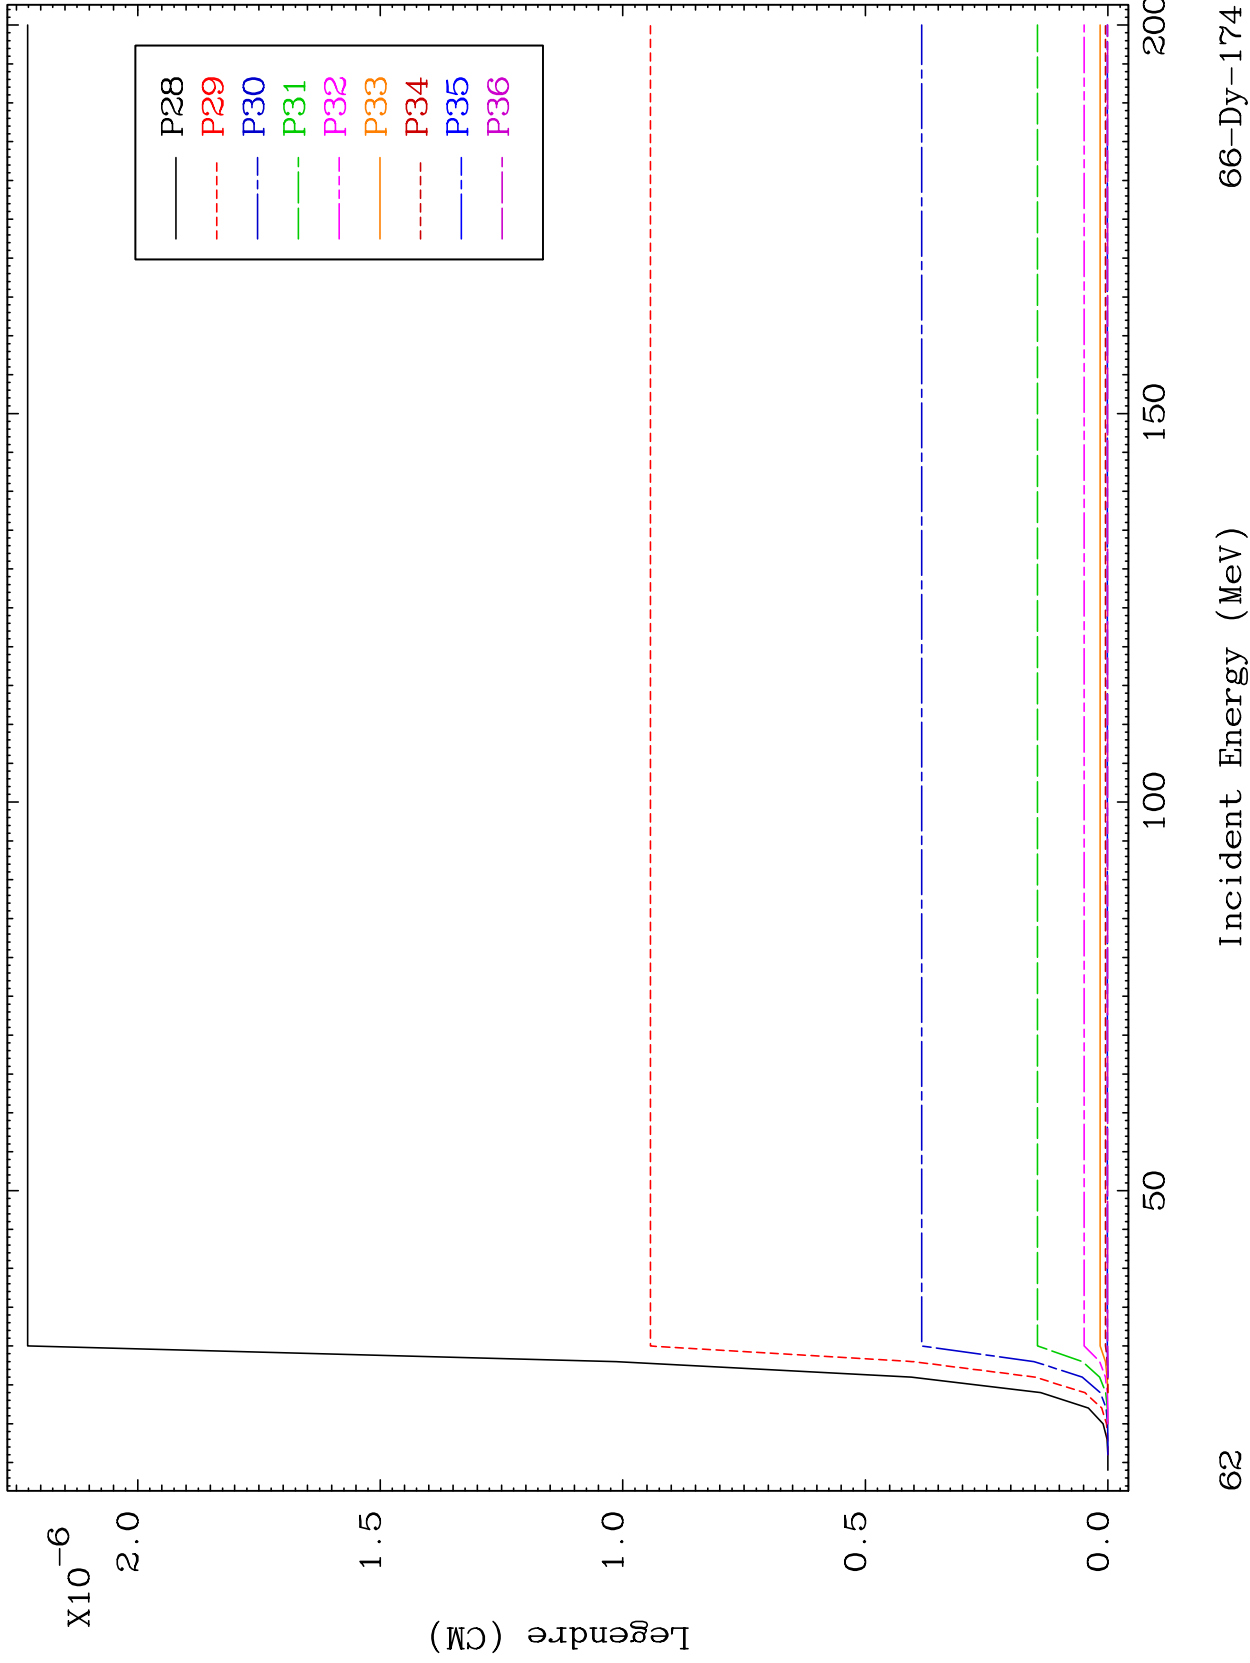 X10-6
2.0
1.5
1.0
0.5
0.0
Legendre (CM)
P28
P29
P30
P31
P32
P33
P34
P35
P36
50
100
150
200
Incident Energy (MeV)
62
66-Dy-174